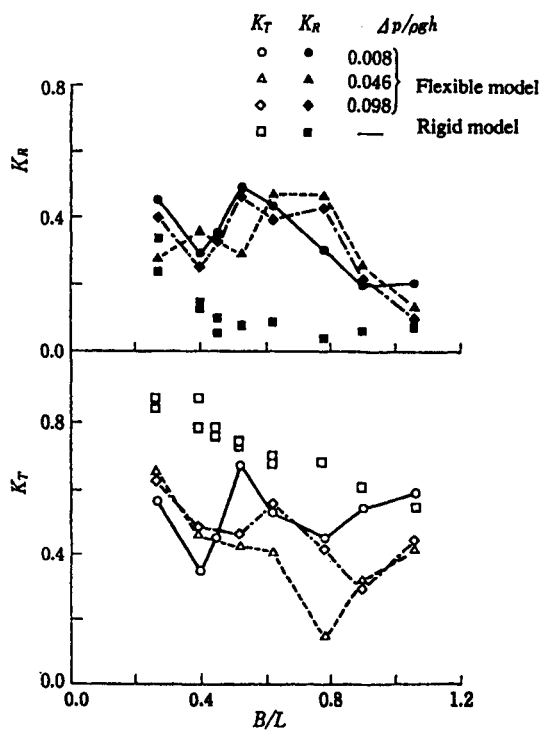 K_T K_R Δp/ρgh
0.008
0.046
0.098
Flexible model
— Rigid model
K_R
0.8
0.4
0.0
K_T
0.8
0.4
0.0
0.0 0.4 0.8 1.2
B/L